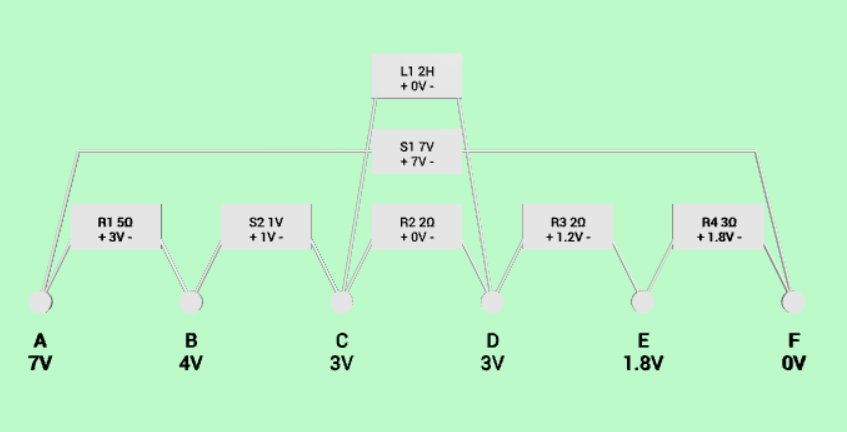 L1 2H
+ 0V -
S1 7V
+ 7V -
R1 5Ω
+ 3V -
S2 1V
+ 1V -
R2 2Ω
+ 0V -
R3 2Ω
+ 1.2V -
R4 3Ω
+ 1.8V -
A
7V
B
4V
C
3V
D
3V
E
1.8V
F
0V